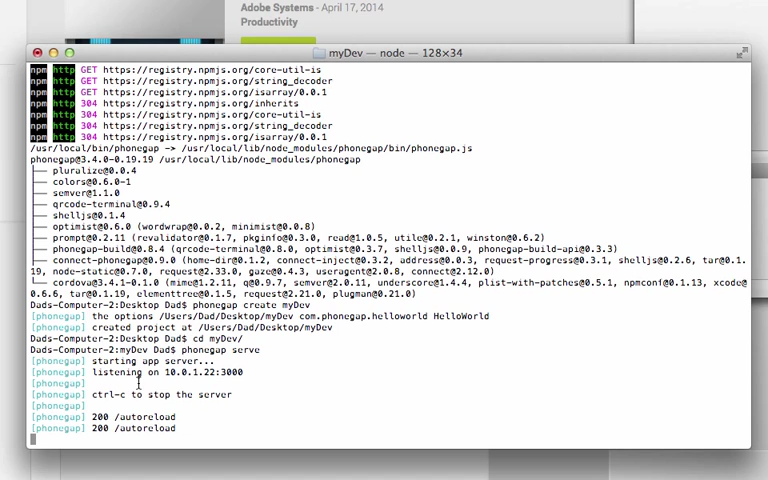 Adobe Systems - April 17, 2014
Productivity
myDev — node — 128×34
npm http GET https://registry.npmjs.org/core-util-is
npm http GET https://registry.npmjs.org/string_decoder
npm http GET https://registry.npmjs.org/isarray/0.0.1
npm http 304 https://registry.npmjs.org/inherits
npm http 304 https://registry.npmjs.org/core-util-is
npm http 304 https://registry.npmjs.org/string_decoder
npm http 304 https://registry.npmjs.org/isarray/0.0.1
/usr/local/bin/phonegap -> /usr/local/lib/node_modules/phonegap/bin/phonegap.js
phonegap@3.4.0-0.19.19 /usr/local/lib/node_modules/phonegap
├── pluralize@0.0.4
├── colors@0.6.0-1
├── semver@1.1.0
├── qrcode-terminal@0.9.4
├── shelljs@0.1.4
├── optimist@0.6.0 (wordwrap@0.0.2, minimist@0.0.8)
├── prompt@0.2.11 (revalidator@0.1.7, pkginfo@0.3.0, read@1.0.5, utile@0.2.1, winston@0.6.2)
├── phonegap-build@0.8.4 (qrcode-terminal@0.8.0, optimist@0.3.7, shelljs@0.0.9, phonegap-build-api@0.3.3)
├── connect-phonegap@0.9.0 (home-dir@0.1.2, connect-inject@0.3.2, address@0.0.3, request-progress@0.3.1, shelljs@0.2.6, tar@0.1.
19, node-static@0.7.0, request@2.33.0, gaze@0.4.3, useragent@2.0.8, connect@2.12.0)
└── cordova@3.4.1-0.1.0 (mime@1.2.11, q@0.9.7, semver@2.0.11, underscore@1.4.4, plist-with-patches@0.5.1, npmconf@0.1.13, xcode@
0.6.6, tar@0.1.19, elementtree@0.1.5, request@2.21.0, plugman@0.21.0)
Dads-Computer-2:Desktop Dad$ phonegap create myDev
[phonegap] the options /Users/Dad/Desktop/myDev com.phonegap.helloworld HelloWorld
[phonegap] created project at /Users/Dad/Desktop/myDev
Dads-Computer-2:Desktop Dad$ cd myDev/
Dads-Computer-2:myDev Dad$ phonegap serve
[phonegap] starting app server...
[phonegap] listening on 10.0.1.22:3000
[phonegap]
[phonegap] ctrl-c to stop the server
[phonegap]
[phonegap] 200 /autoreload
[phonegap] 200 /autoreload